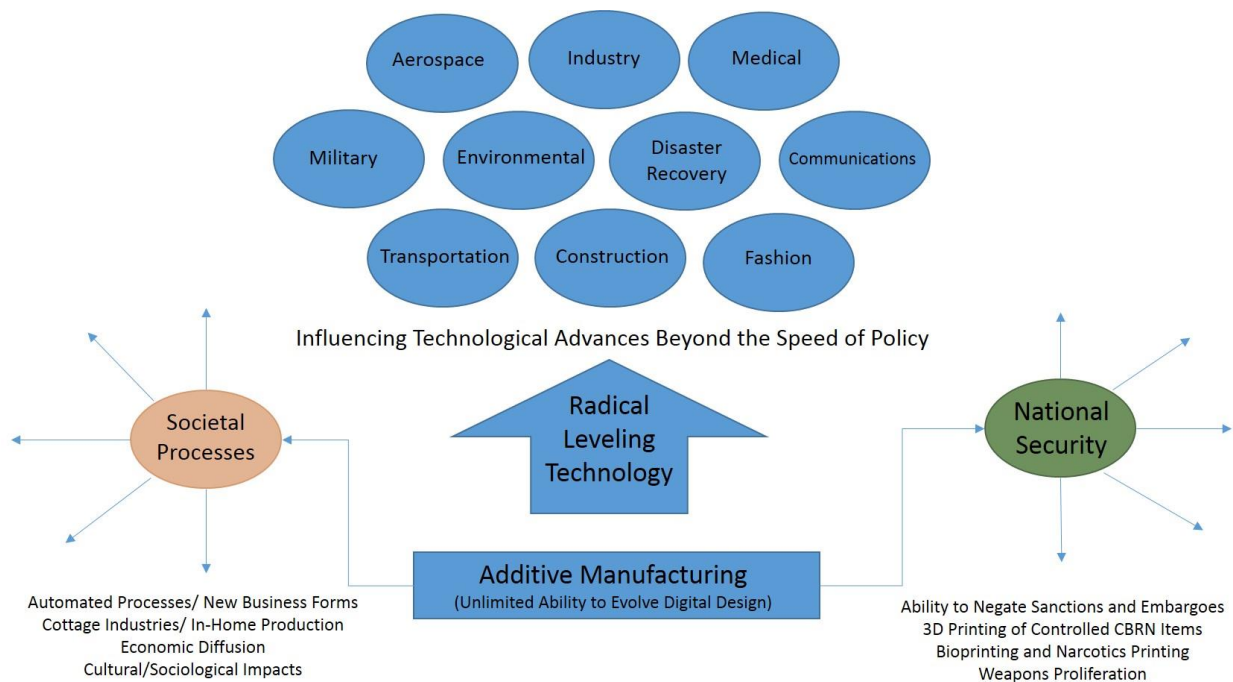 Aerospace
Industry
Medical
Military
Environmental
Disaster
Recovery
Communications
Transportation
Construction
Fashion
Influencing Technological Advances Beyond the Speed of Policy
Radical
Leveling
Technology
Societal
Processes
National
Security
Additive Manufacturing
(Unlimited Ability to Evolve Digital Design)
Automated Processes/ New Business Forms
Cottage Industries/ In-Home Production
Economic Diffusion
Cultural/Sociological Impacts
Ability to Negate Sanctions and Embargoes
3D Printing of Controlled CBRN Items
Bioprinting and Narcotics Printing
Weapons Proliferation